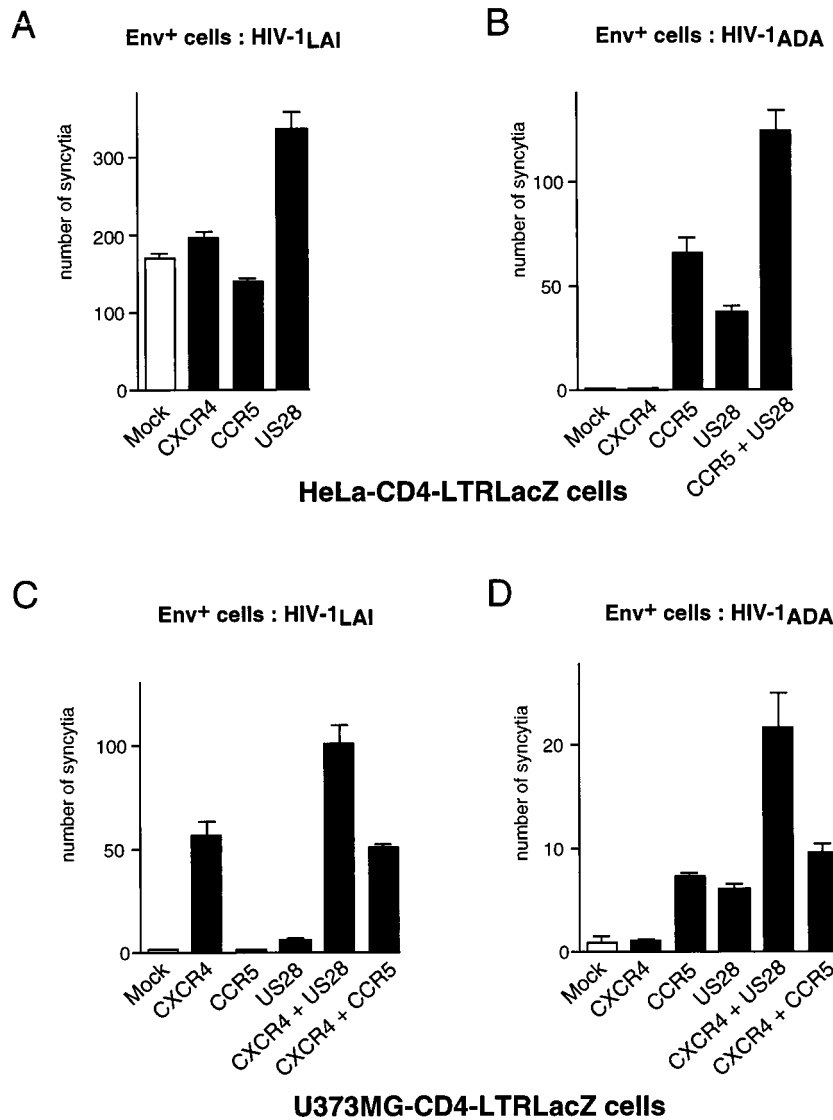 A
Env+ cells : HIV-1LAI
number of syncytia
300
200
100
0
Mock
CXCR4
CCR5
US28
B
Env+ cells : HIV-1ADA
number of syncytia
100
50
0
Mock
CXCR4
CCR5
US28
CCR5 + US28
HeLa-CD4-LTRLacZ cells
C
Env+ cells : HIV-1LAI
number of syncytia
100
50
0
Mock
CXCR4
CCR5
US28
CXCR4 + US28
CXCR4 + CCR5
D
Env+ cells : HIV-1ADA
number of syncytia
20
10
0
Mock
CXCR4
CCR5
US28
CXCR4 + US28
CXCR4 + CCR5
U373MG-CD4-LTRLacZ cells